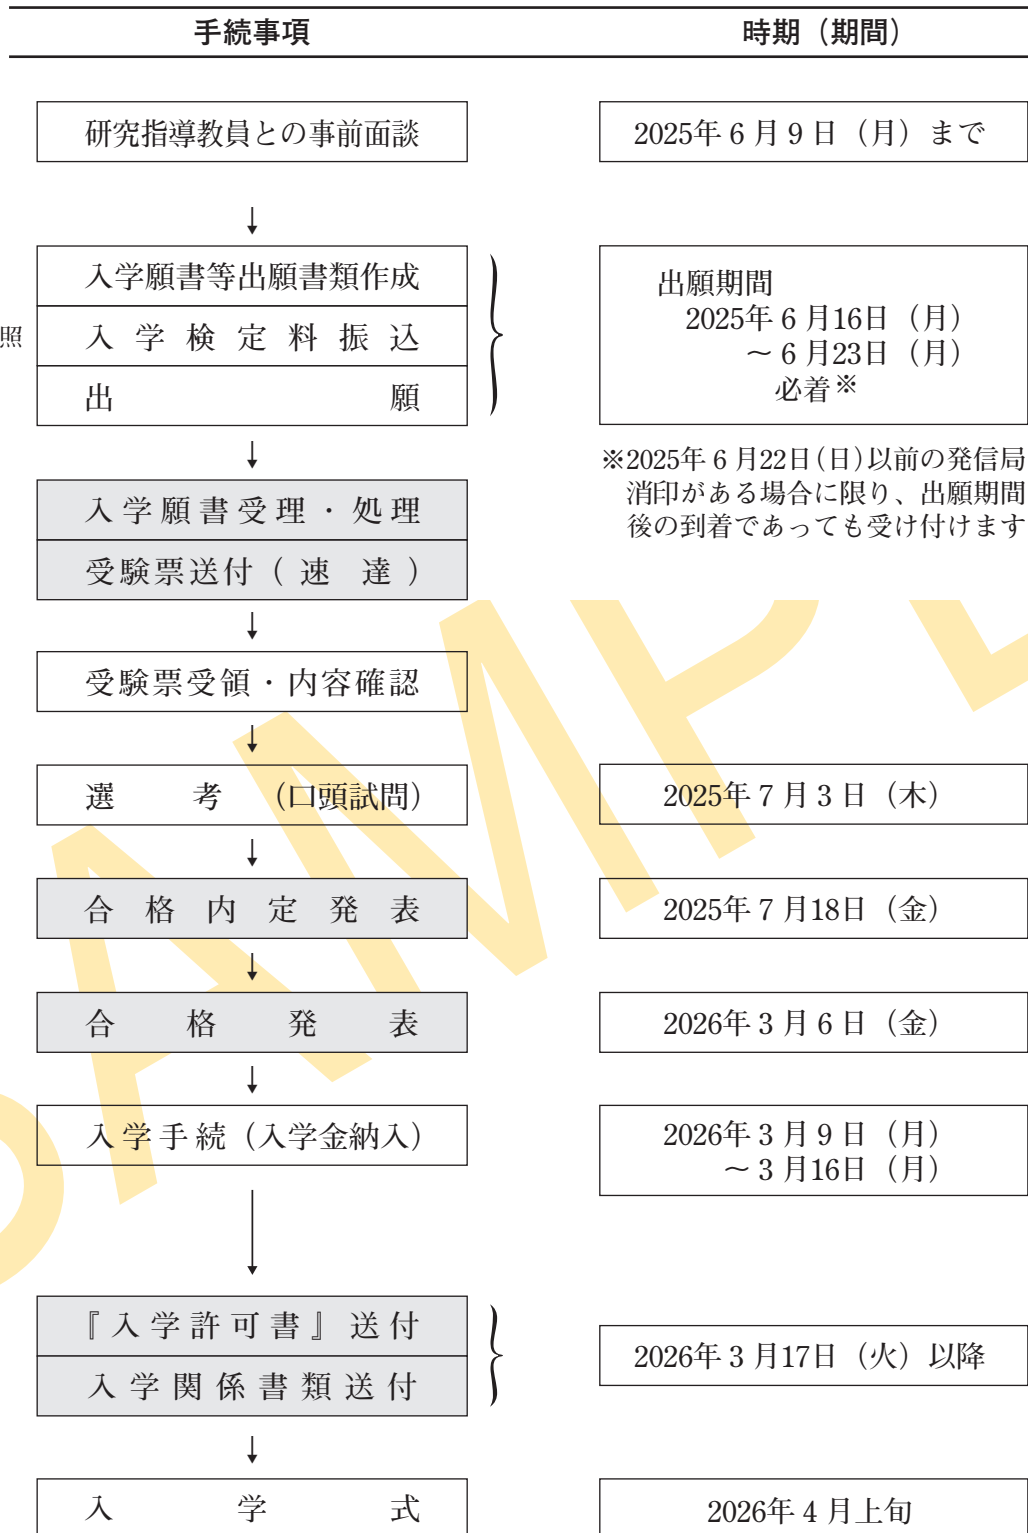 手続事項 時期（期間）
研究指導教員との事前面談 2025年6月9日（月）まで
入学願書等出願書類作成
入学検定料振込
出願
照
出願期間
2025年6月16日（月）
～6月23日（月）
必着※
※2025年6月22日(日)以前の発信局
消印がある場合に限り、出願期間
後の到着であっても受け付けます
入学願書受理・処理
受験票送付（速達）
受験票受領・内容確認
選考（口頭試問） 2025年7月3日（木）
合格内定発表 2025年7月18日（金）
合格発表 2026年3月6日（金）
入学手続（入学金納入） 2026年3月9日（月）
～3月16日（月）
『入学許可書』送付
入学関係書類送付
2026年3月17日（火）以降
入学式 2026年4月上旬
SAMPLE